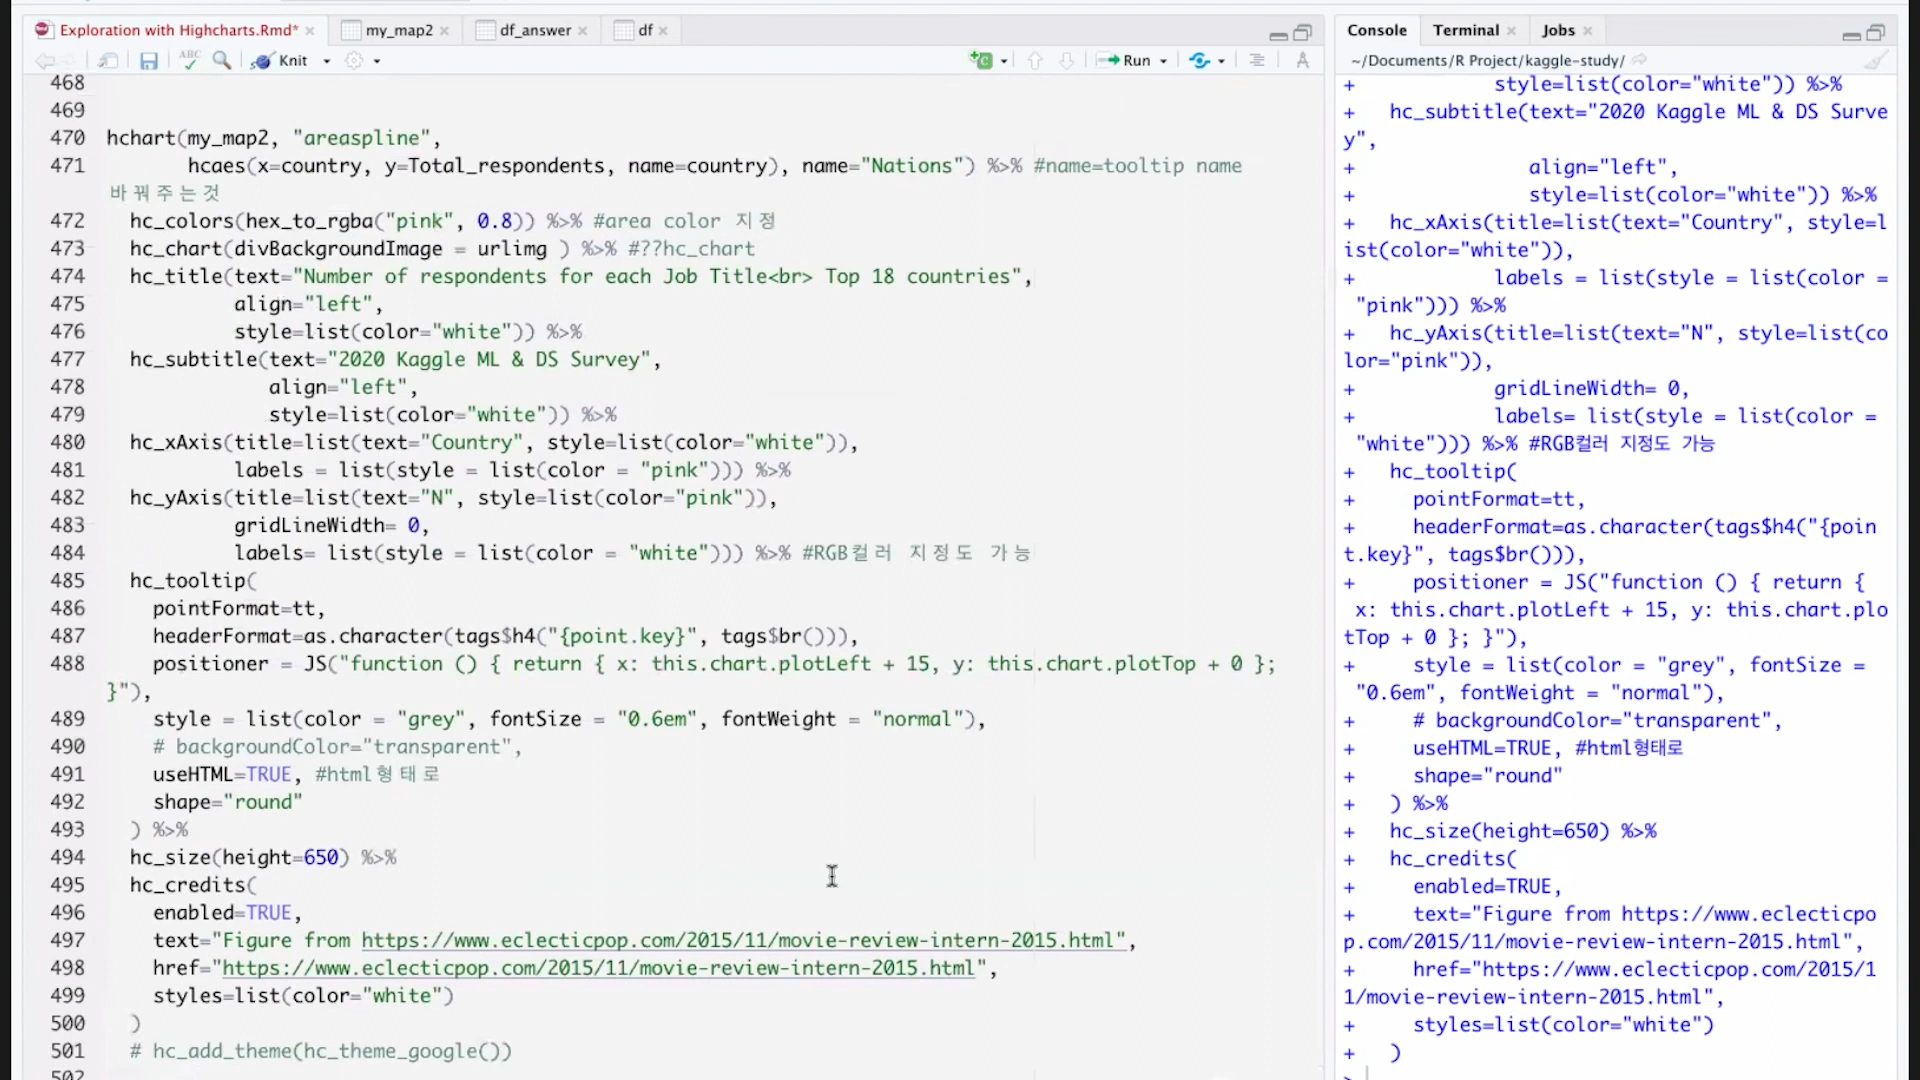 Exploration with Highcharts.Rmd* × my_map2 × df_answer × df ×
ABC Knit Run
468
469
470 hchart(my_map2, "areaspline",
471 hcaes(x=country, y=Total_respondents, name=country), name="Nations") %>% #name=tooltip name
바꿔주는것
472 hc_colors(hex_to_rgba("pink", 0.8)) %>% #area color 지정
473 hc_chart(divBackgroundImage = urlimg ) %>% #??hc_chart
474 hc_title(text="Number of respondents for each Job Title<br> Top 18 countries",
475 align="left",
476 style=list(color="white")) %>%
477 hc_subtitle(text="2020 Kaggle ML & DS Survey",
478 align="left",
479 style=list(color="white")) %>%
480 hc_xAxis(title=list(text="Country", style=list(color="white")),
481 labels = list(style = list(color = "pink"))) %>%
482 hc_yAxis(title=list(text="N", style=list(color="pink")),
483 gridLineWidth= 0,
484 labels= list(style = list(color = "white"))) %>% #RGB컬러 지정도 가능
485 hc_tooltip(
486 pointFormat=tt,
487 headerFormat=as.character(tags$h4("{point.key}", tags$br())),
488 positioner = JS("function () { return { x: this.chart.plotLeft + 15, y: this.chart.plotTop + 0 };
}"),
489 style = list(color = "grey", fontSize = "0.6em", fontWeight = "normal"),
490 # backgroundColor="transparent",
491 useHTML=TRUE, #html형태로
492 shape="round"
493 ) %>%
494 hc_size(height=650) %>%
495 hc_credits(
496 enabled=TRUE,
497 text="Figure from https://www.eclecticpop.com/2015/11/movie-review-intern-2015.html",
498 href="https://www.eclecticpop.com/2015/11/movie-review-intern-2015.html",
499 styles=list(color="white")
500 )
501 # hc_add_theme(hc_theme_google())
502
Console Terminal × Jobs ×
~/Documents/R Project/kaggle-study/
+ style=list(color="white")) %>%
+ hc_subtitle(text="2020 Kaggle ML & DS Surve
y",
+ align="left",
+ style=list(color="white")) %>%
+ hc_xAxis(title=list(text="Country", style=l
ist(color="white")),
+ labels = list(style = list(color =
"pink"))) %>%
+ hc_yAxis(title=list(text="N", style=list(co
lor="pink")),
+ gridLineWidth= 0,
+ labels= list(style = list(color =
"white"))) %>% #RGB컬러 지정도 가능
+ hc_tooltip(
+ pointFormat=tt,
+ headerFormat=as.character(tags$h4("{poin
t.key}", tags$br())),
+ positioner = JS("function () { return {
x: this.chart.plotLeft + 15, y: this.chart.plo
tTop + 0 }; }"),
+ style = list(color = "grey", fontSize =
"0.6em", fontWeight = "normal"),
+ # backgroundColor="transparent",
+ useHTML=TRUE, #html형태로
+ shape="round"
+ ) %>%
+ hc_size(height=650) %>%
+ hc_credits(
+ enabled=TRUE,
+ text="Figure from https://www.eclecticpo
p.com/2015/11/movie-review-intern-2015.html",
+ href="https://www.eclecticpop.com/2015/1
1/movie-review-intern-2015.html",
+ styles=list(color="white")
+ )
>